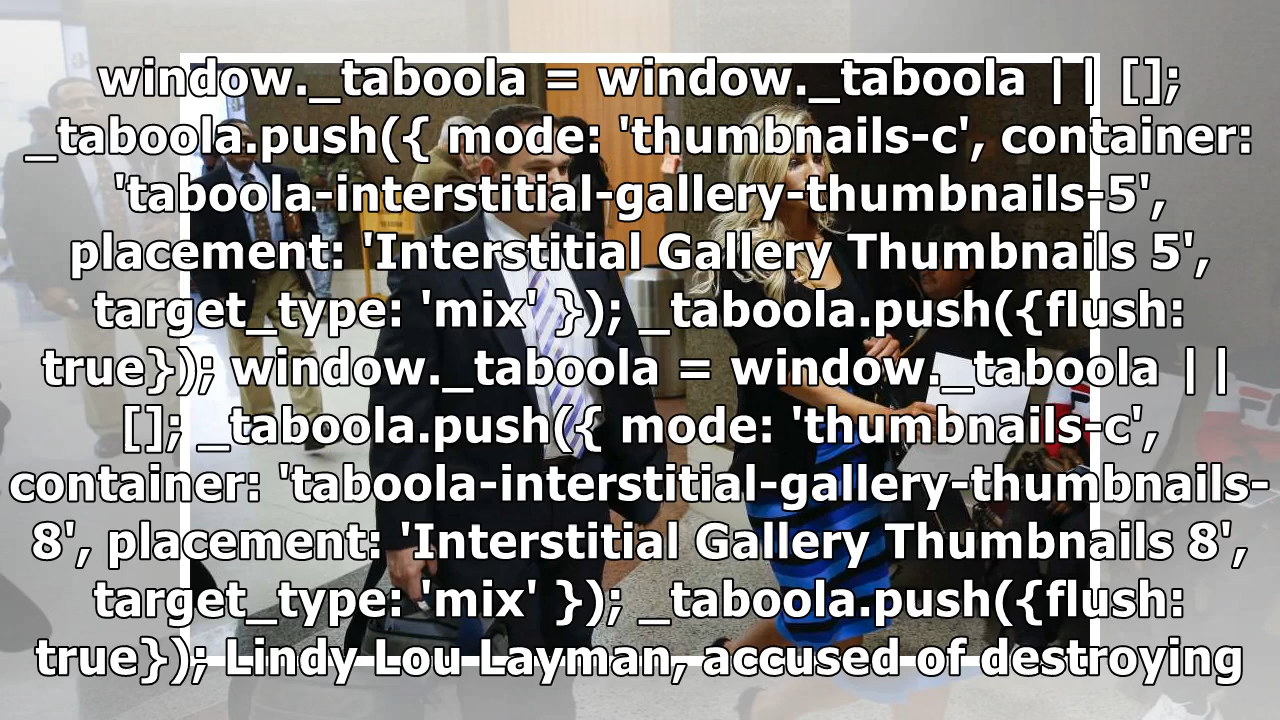 window._taboola = window._taboola || [];
_taboola.push({ mode: 'thumbnails-c', container:
'taboola-interstitial-gallery-thumbnails-5',
placement: 'Interstitial Gallery Thumbnails 5',
target_type: 'mix' }); _taboola.push({flush:
true}); window._taboola = window._taboola ||
[]; _taboola.push({ mode: 'thumbnails-c',
container: 'taboola-interstitial-gallery-thumbnails-
8', placement: 'Interstitial Gallery Thumbnails 8',
target_type: 'mix' }); _taboola.push({flush:
true}); Lindy Lou Layman, accused of destroying